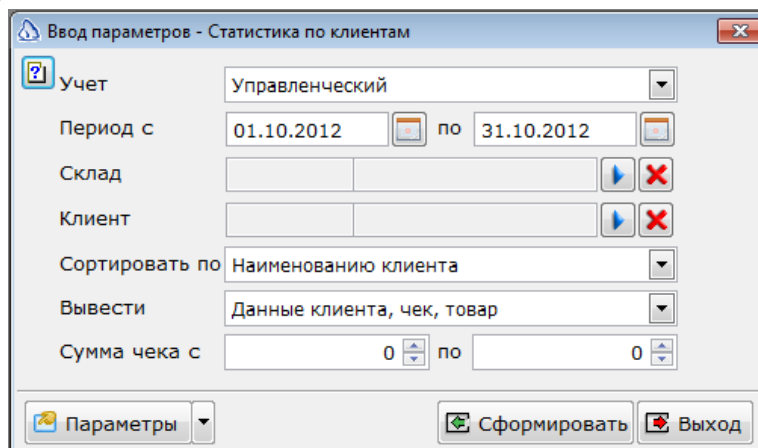 Ввод параметров - Статистика по клиентам
Учет Управленческий
Период с 01.10.2012 по 31.10.2012
Склад
Клиент
Сортировать по Наименованию клиента
Вывести Данные клиента, чек, товар
Сумма чека с 0 по 0
Параметры Сформировать Выход